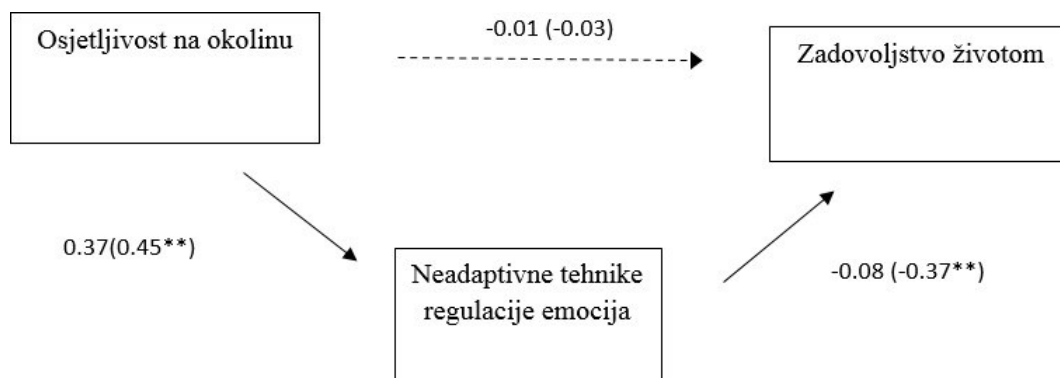 Osjetljivost na okolinu
-0.01 (-0.03)
Zadovoljstvo životom
0.37(0.45**)
Neadaptivne tehnike
regulacije emocija
-0.08 (-0.37**)